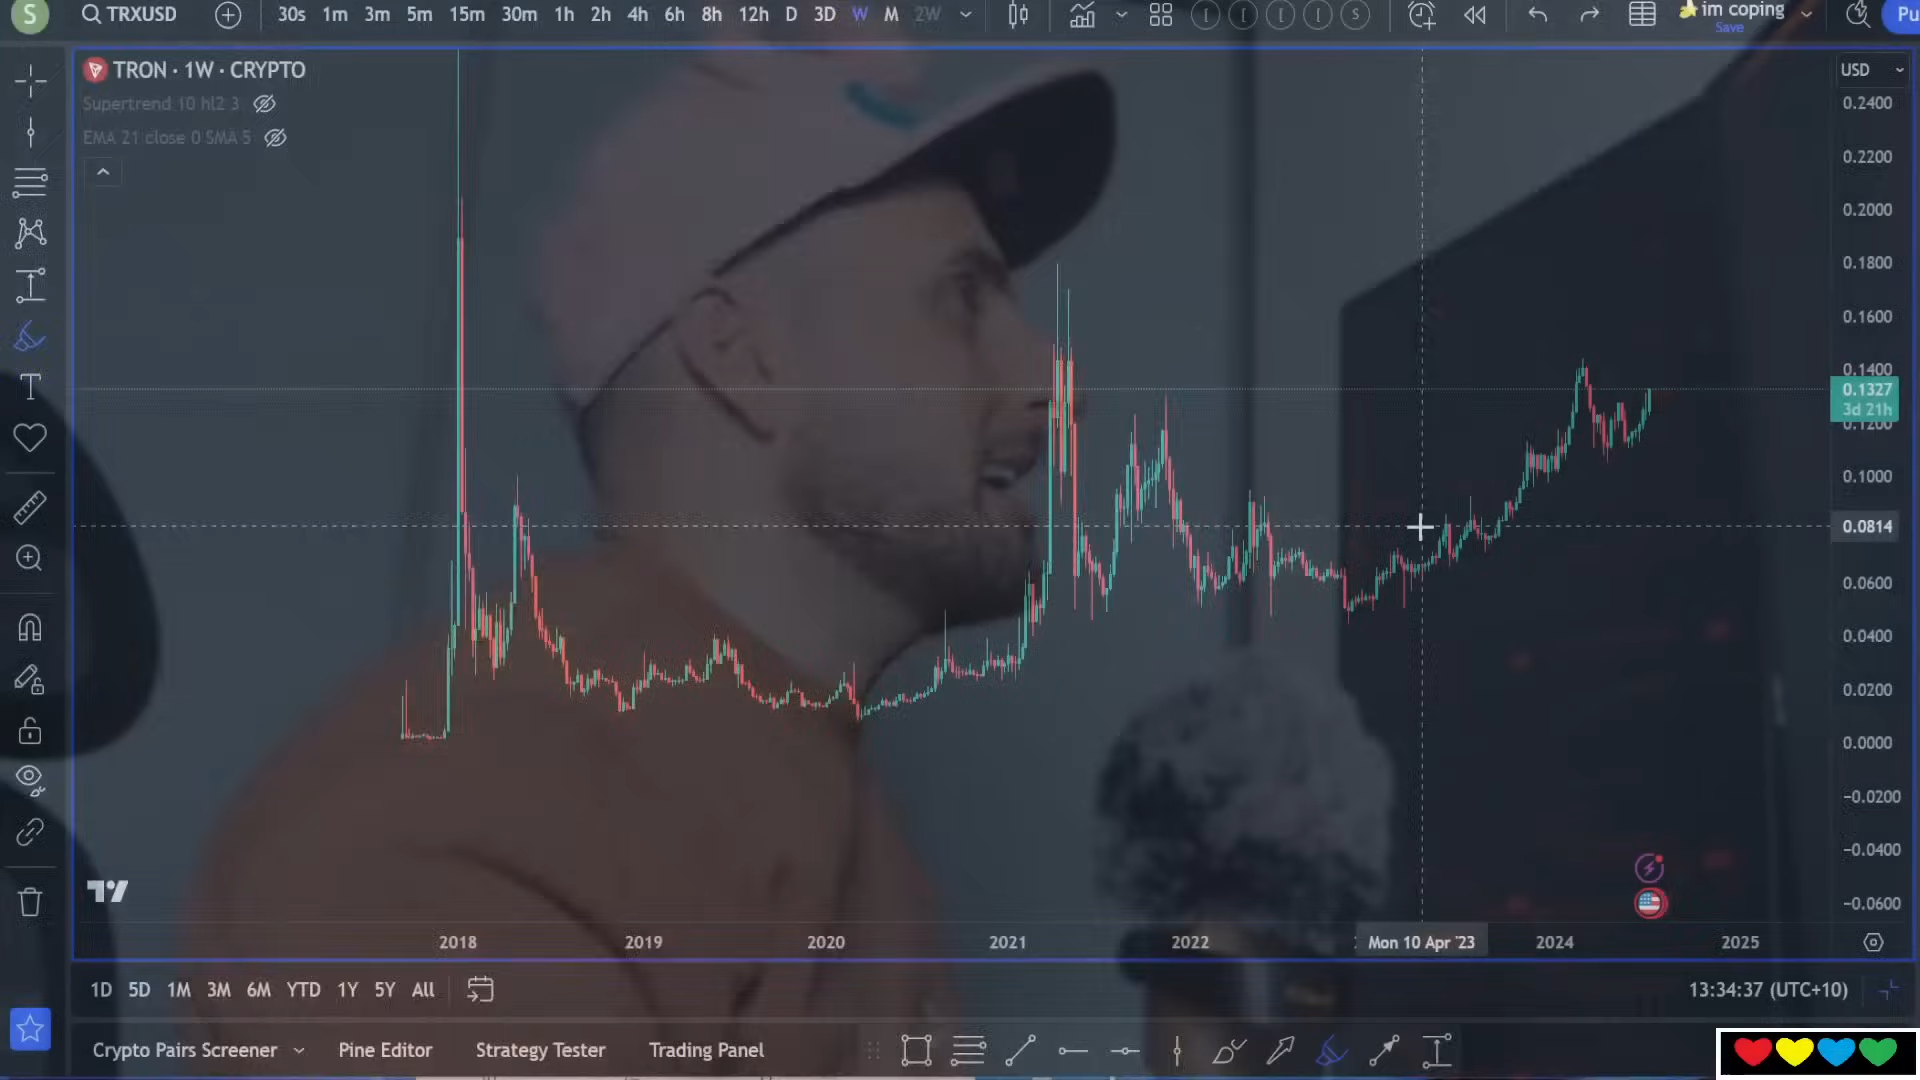 S TRXUSD 30s 1m 3m 5m 15m 30m 1h 2h 4h 6h 8h 12h D 3D W M 2W S im coping Pu
Save
TRON · 1W · CRYPTO USD
Supertrend 10 hl2 3
EMA 21 close 0 SMA 5
0.2400
0.2200
0.2000
0.1800
0.1600
0.1400
0.1327
3d 21h
0.1200
0.1000
0.0814
0.0600
0.0400
0.0200
0.0000
−0.0200
−0.0400
−0.0600
2018 2019 2020 2021 2022 Mon 10 Apr '23 2024 2025
1D 5D 1M 3M 6M YTD 1Y 5Y All 13:34:37 (UTC+10)
Crypto Pairs Screener Pine Editor Strategy Tester Trading Panel